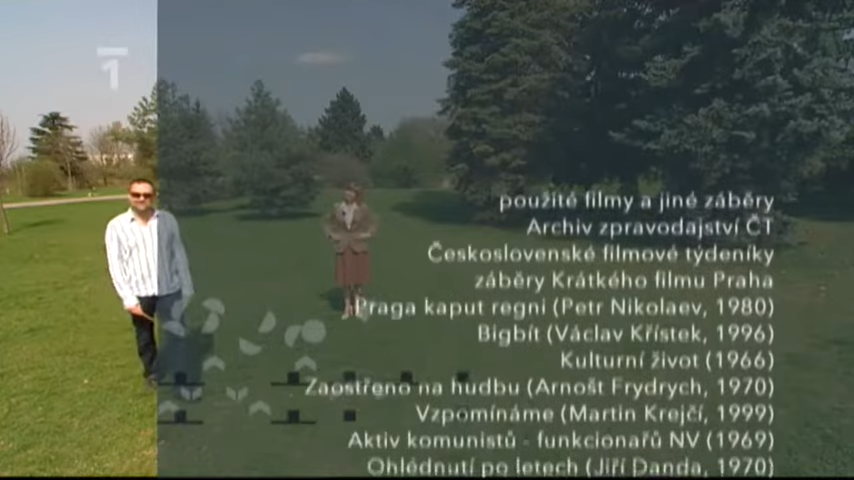 1
použité filmy a jiné záběry
Archiv zpravodajství ČT
Československé filmové týdeníky
záběry Krátkého filmu Praha
Praga kaput regni (Petr Nikolaev, 1980)
Bigbít (Václav Křístek, 1996)
Kulturní život (1966)
Zaostřeno na hudbu (Arnošt Frydrych, 1970)
Vzpomínáme (Martin Krejčí, 1999)
Aktiv komunistů - funkcionařů NV (1969)
Ohlédnutí po letech (Jiří Danda, 1970)